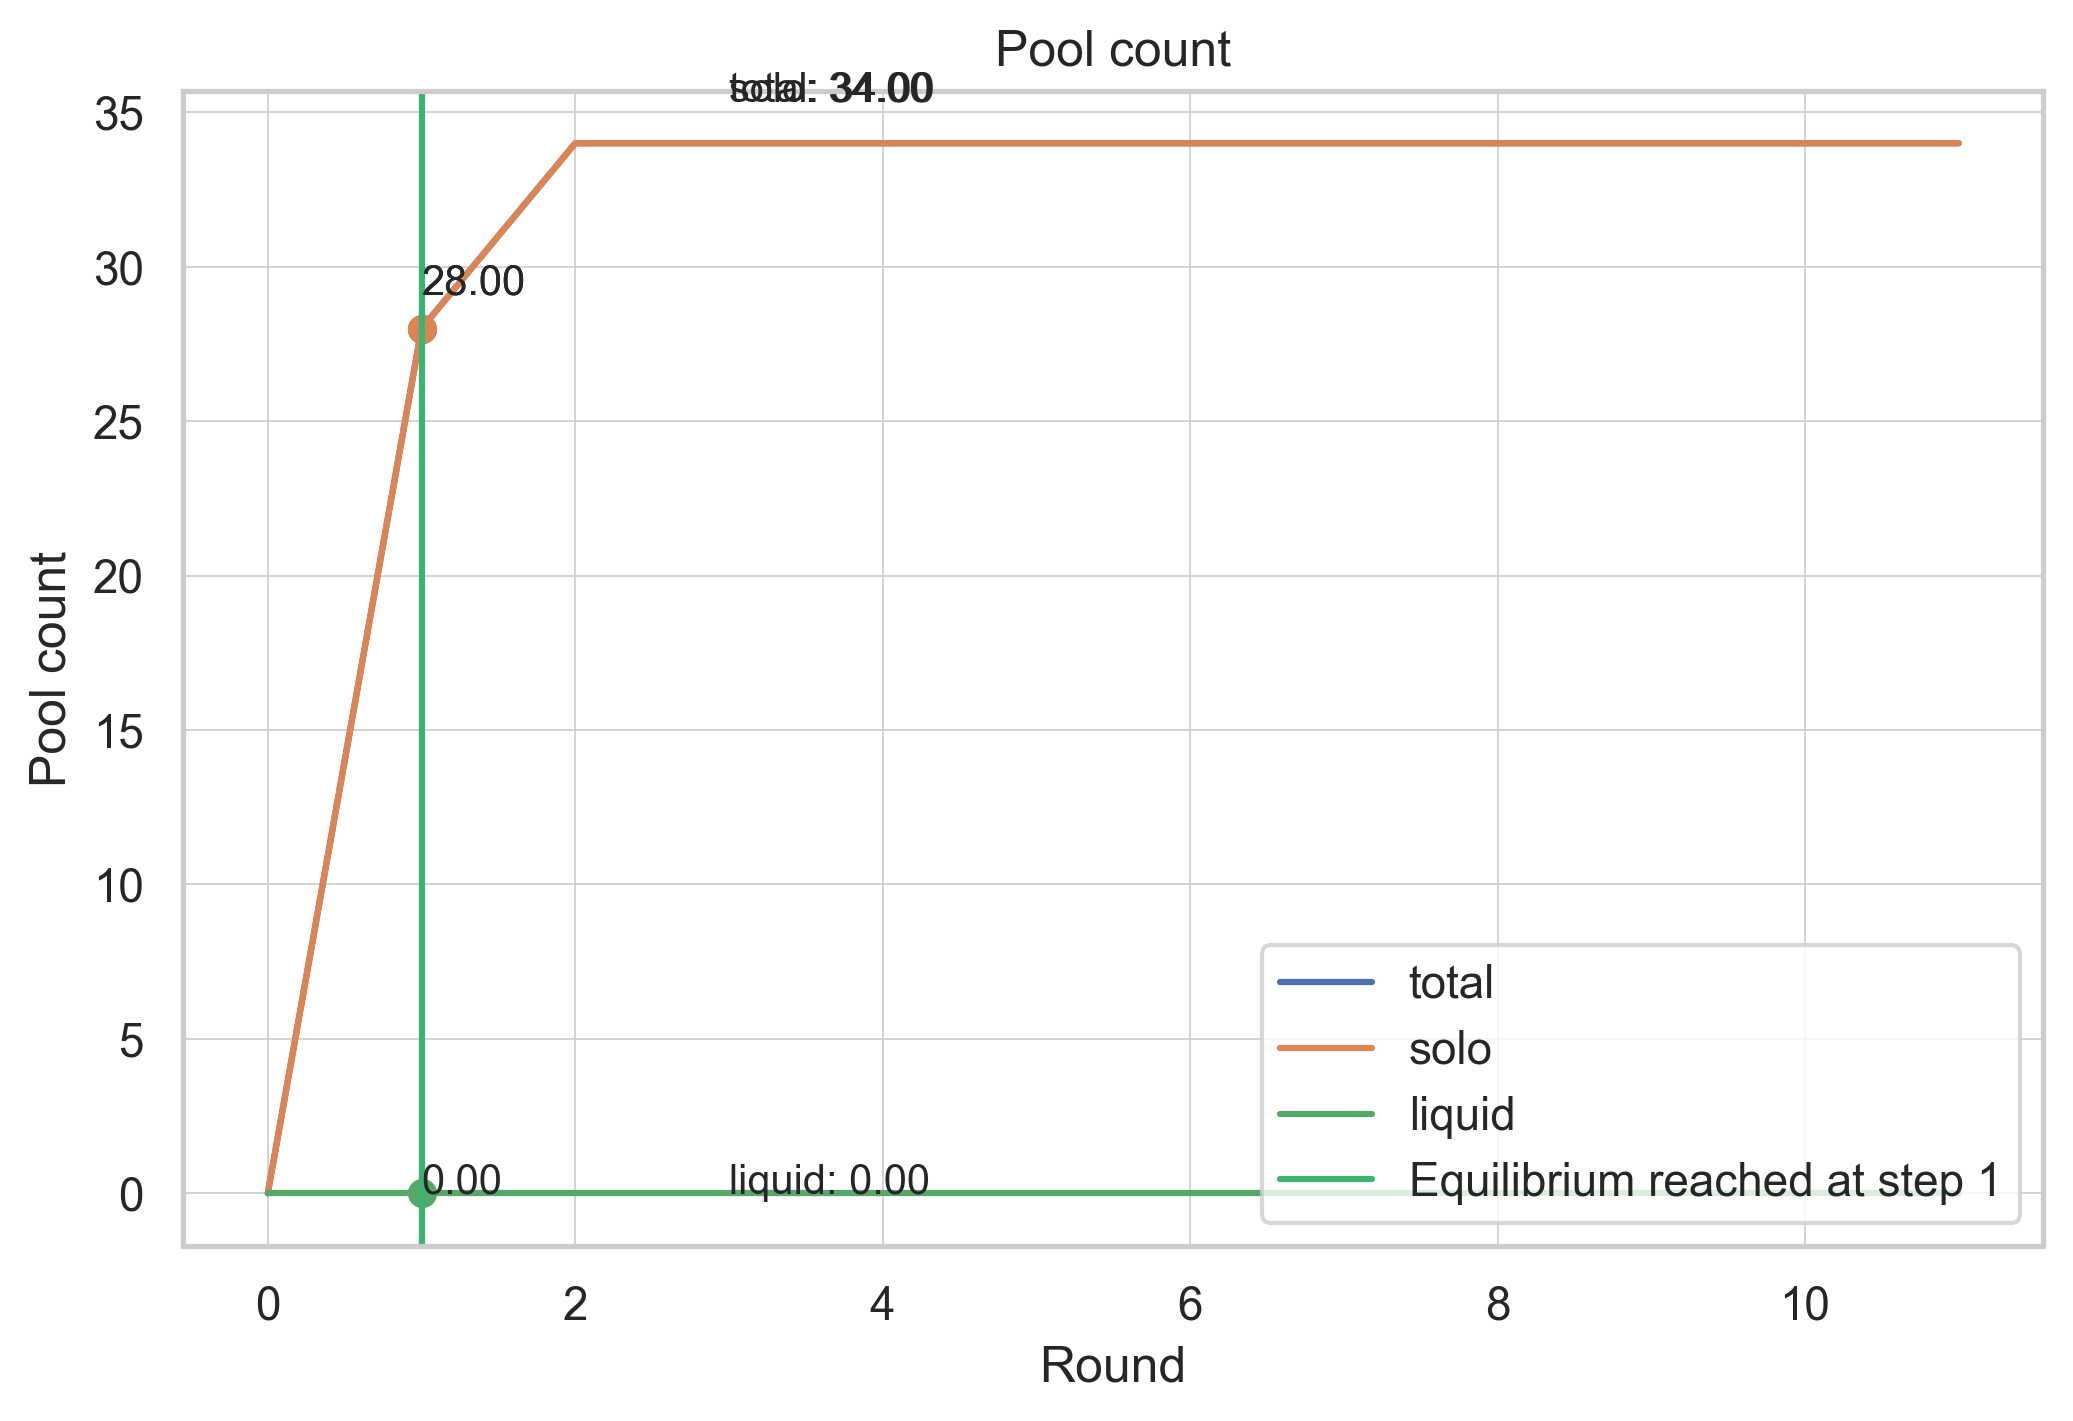 Pool count
total: 34.00
solo: 34.00
35
30
28.00
25
20
15
10
5
0
Pool count
0.00
liquid: 0.00
total
solo
liquid
Equilibrium reached at step 1
0 2 4 6 8 10
Round